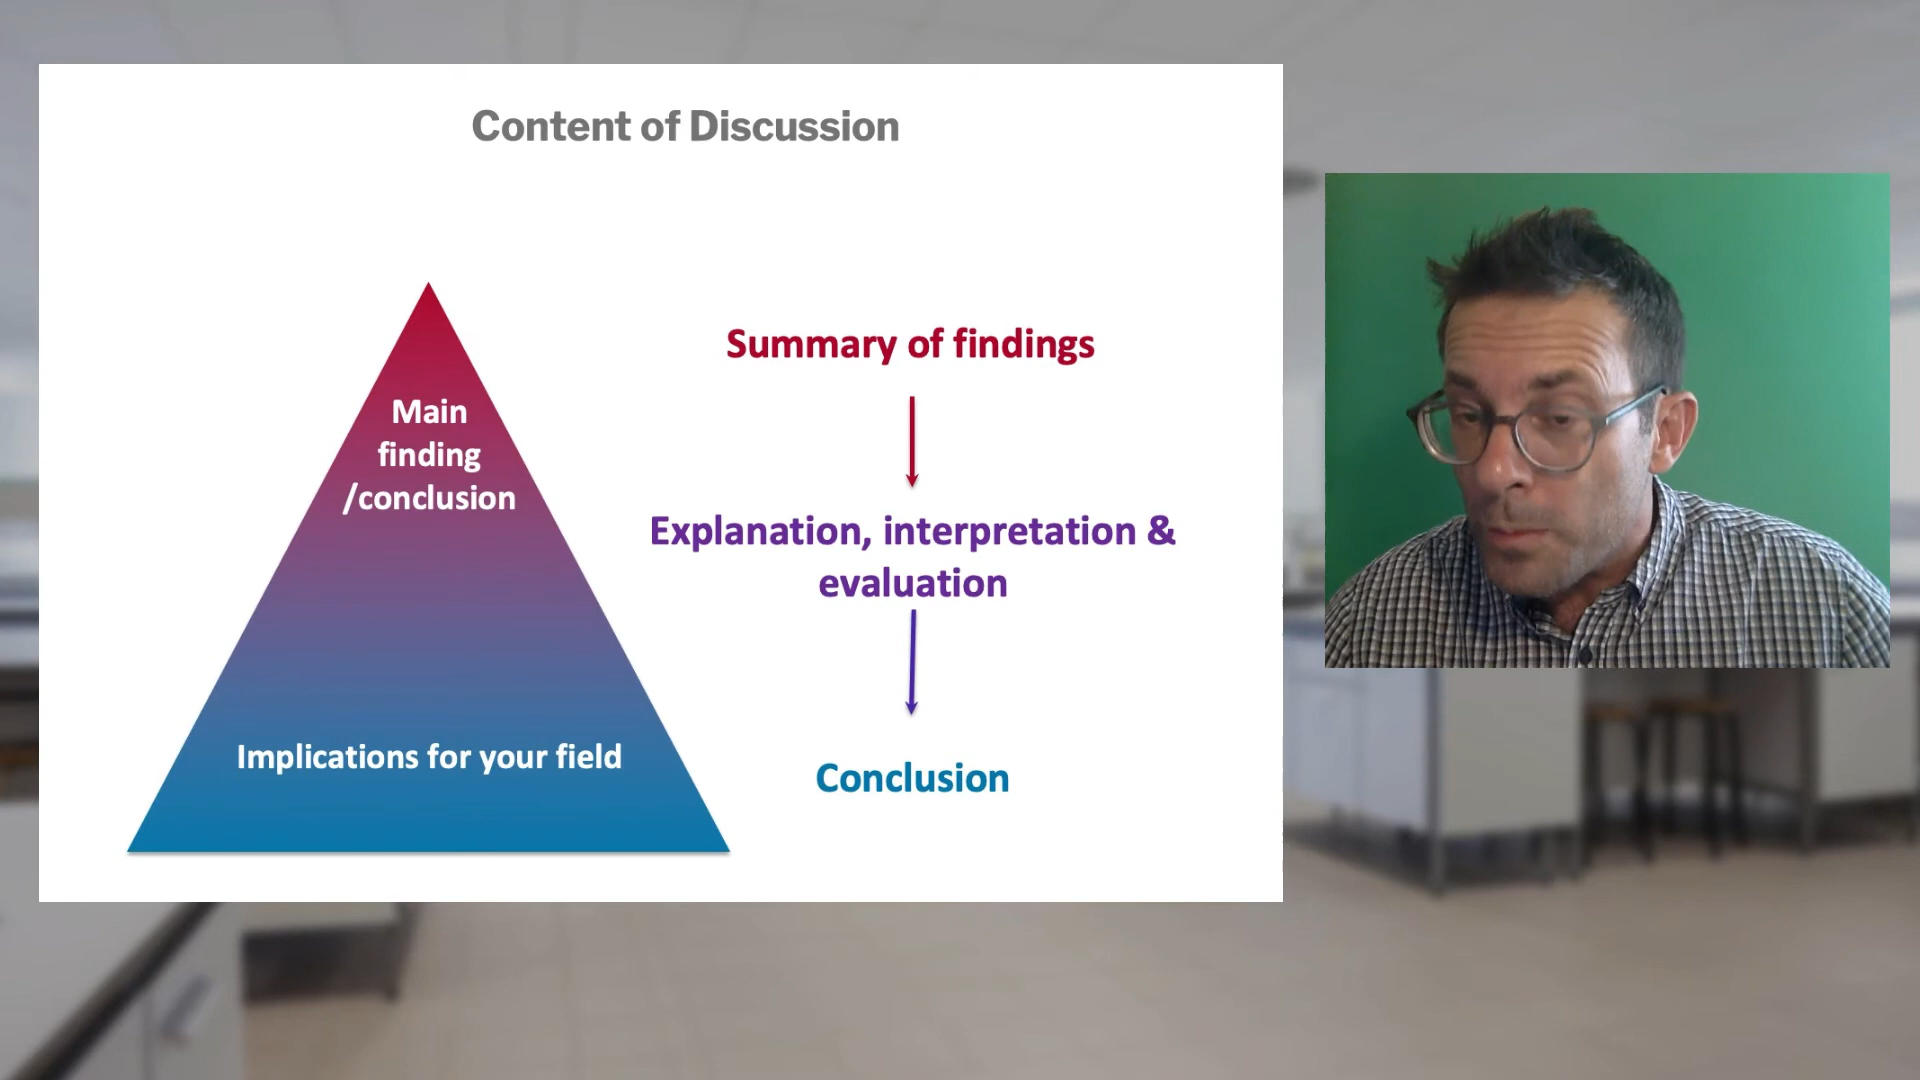 Content of Discussion
Main
finding
/conclusion
Implications for your field
Summary of findings
Explanation, interpretation &
evaluation
Conclusion